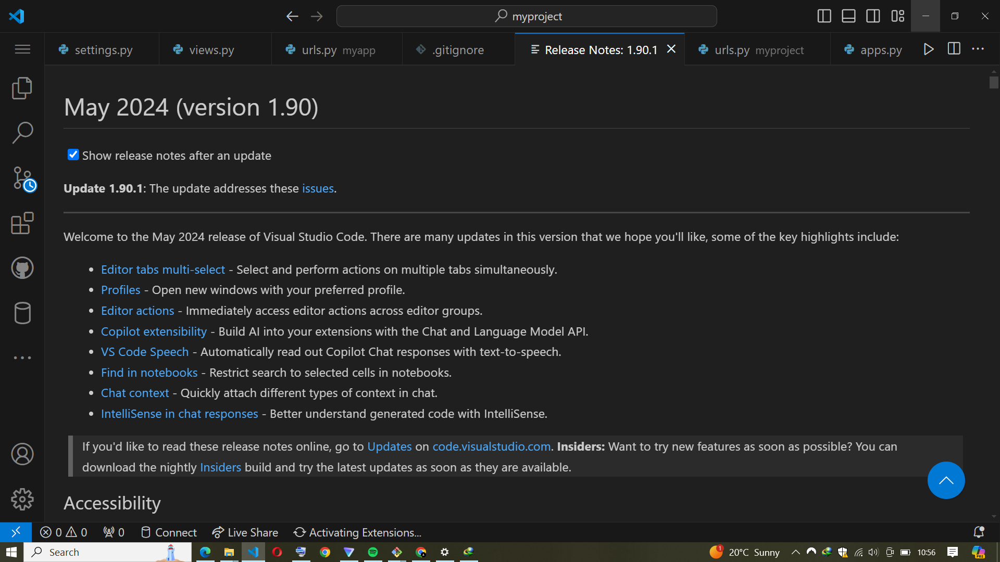 myproject
settings.py
views.py
urls.py myapp
.gitignore
Release Notes: 1.90.1
urls.py myproject
apps.py
May 2024 (version 1.90)
Show release notes after an update
Update 1.90.1: The update addresses these issues.
Welcome to the May 2024 release of Visual Studio Code. There are many updates in this version that we hope you'll like, some of the key highlights include:
• Editor tabs multi-select - Select and perform actions on multiple tabs simultaneously.
• Profiles - Open new windows with your preferred profile.
• Editor actions - Immediately access editor actions across editor groups.
• Copilot extensibility - Build AI into your extensions with the Chat and Language Model API.
• VS Code Speech - Automatically read out Copilot Chat responses with text-to-speech.
• Find in notebooks - Restrict search to selected cells in notebooks.
• Chat context - Quickly attach different types of context in chat.
• IntelliSense in chat responses - Better understand generated code with IntelliSense.
If you'd like to read these release notes online, go to Updates on code.visualstudio.com. Insiders: Want to try new features as soon as possible? You can
download the nightly Insiders build and try the latest updates as soon as they are available.
Accessibility
0 0 0 Connect Live Share Activating Extensions...
Search
1 20°C Sunny 10:56 PRE